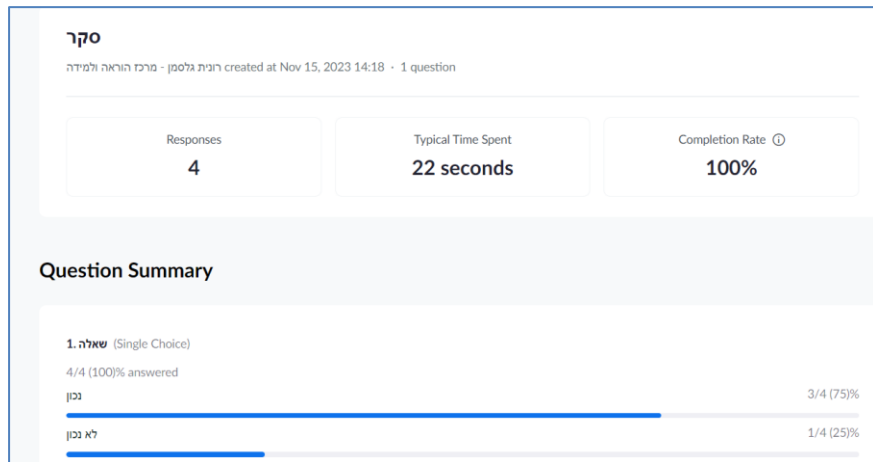 סקר
רונית גלסמן - מרכז הוראה ולמידה created at Nov 15, 2023 14:18 · 1 question
Responses
4
Typical Time Spent
22 seconds
Completion Rate
100%
Question Summary
1. שאלה (Single Choice)
4/4 (100)% answered
נכון 3/4 (75)%
לא נכון 1/4 (25)%